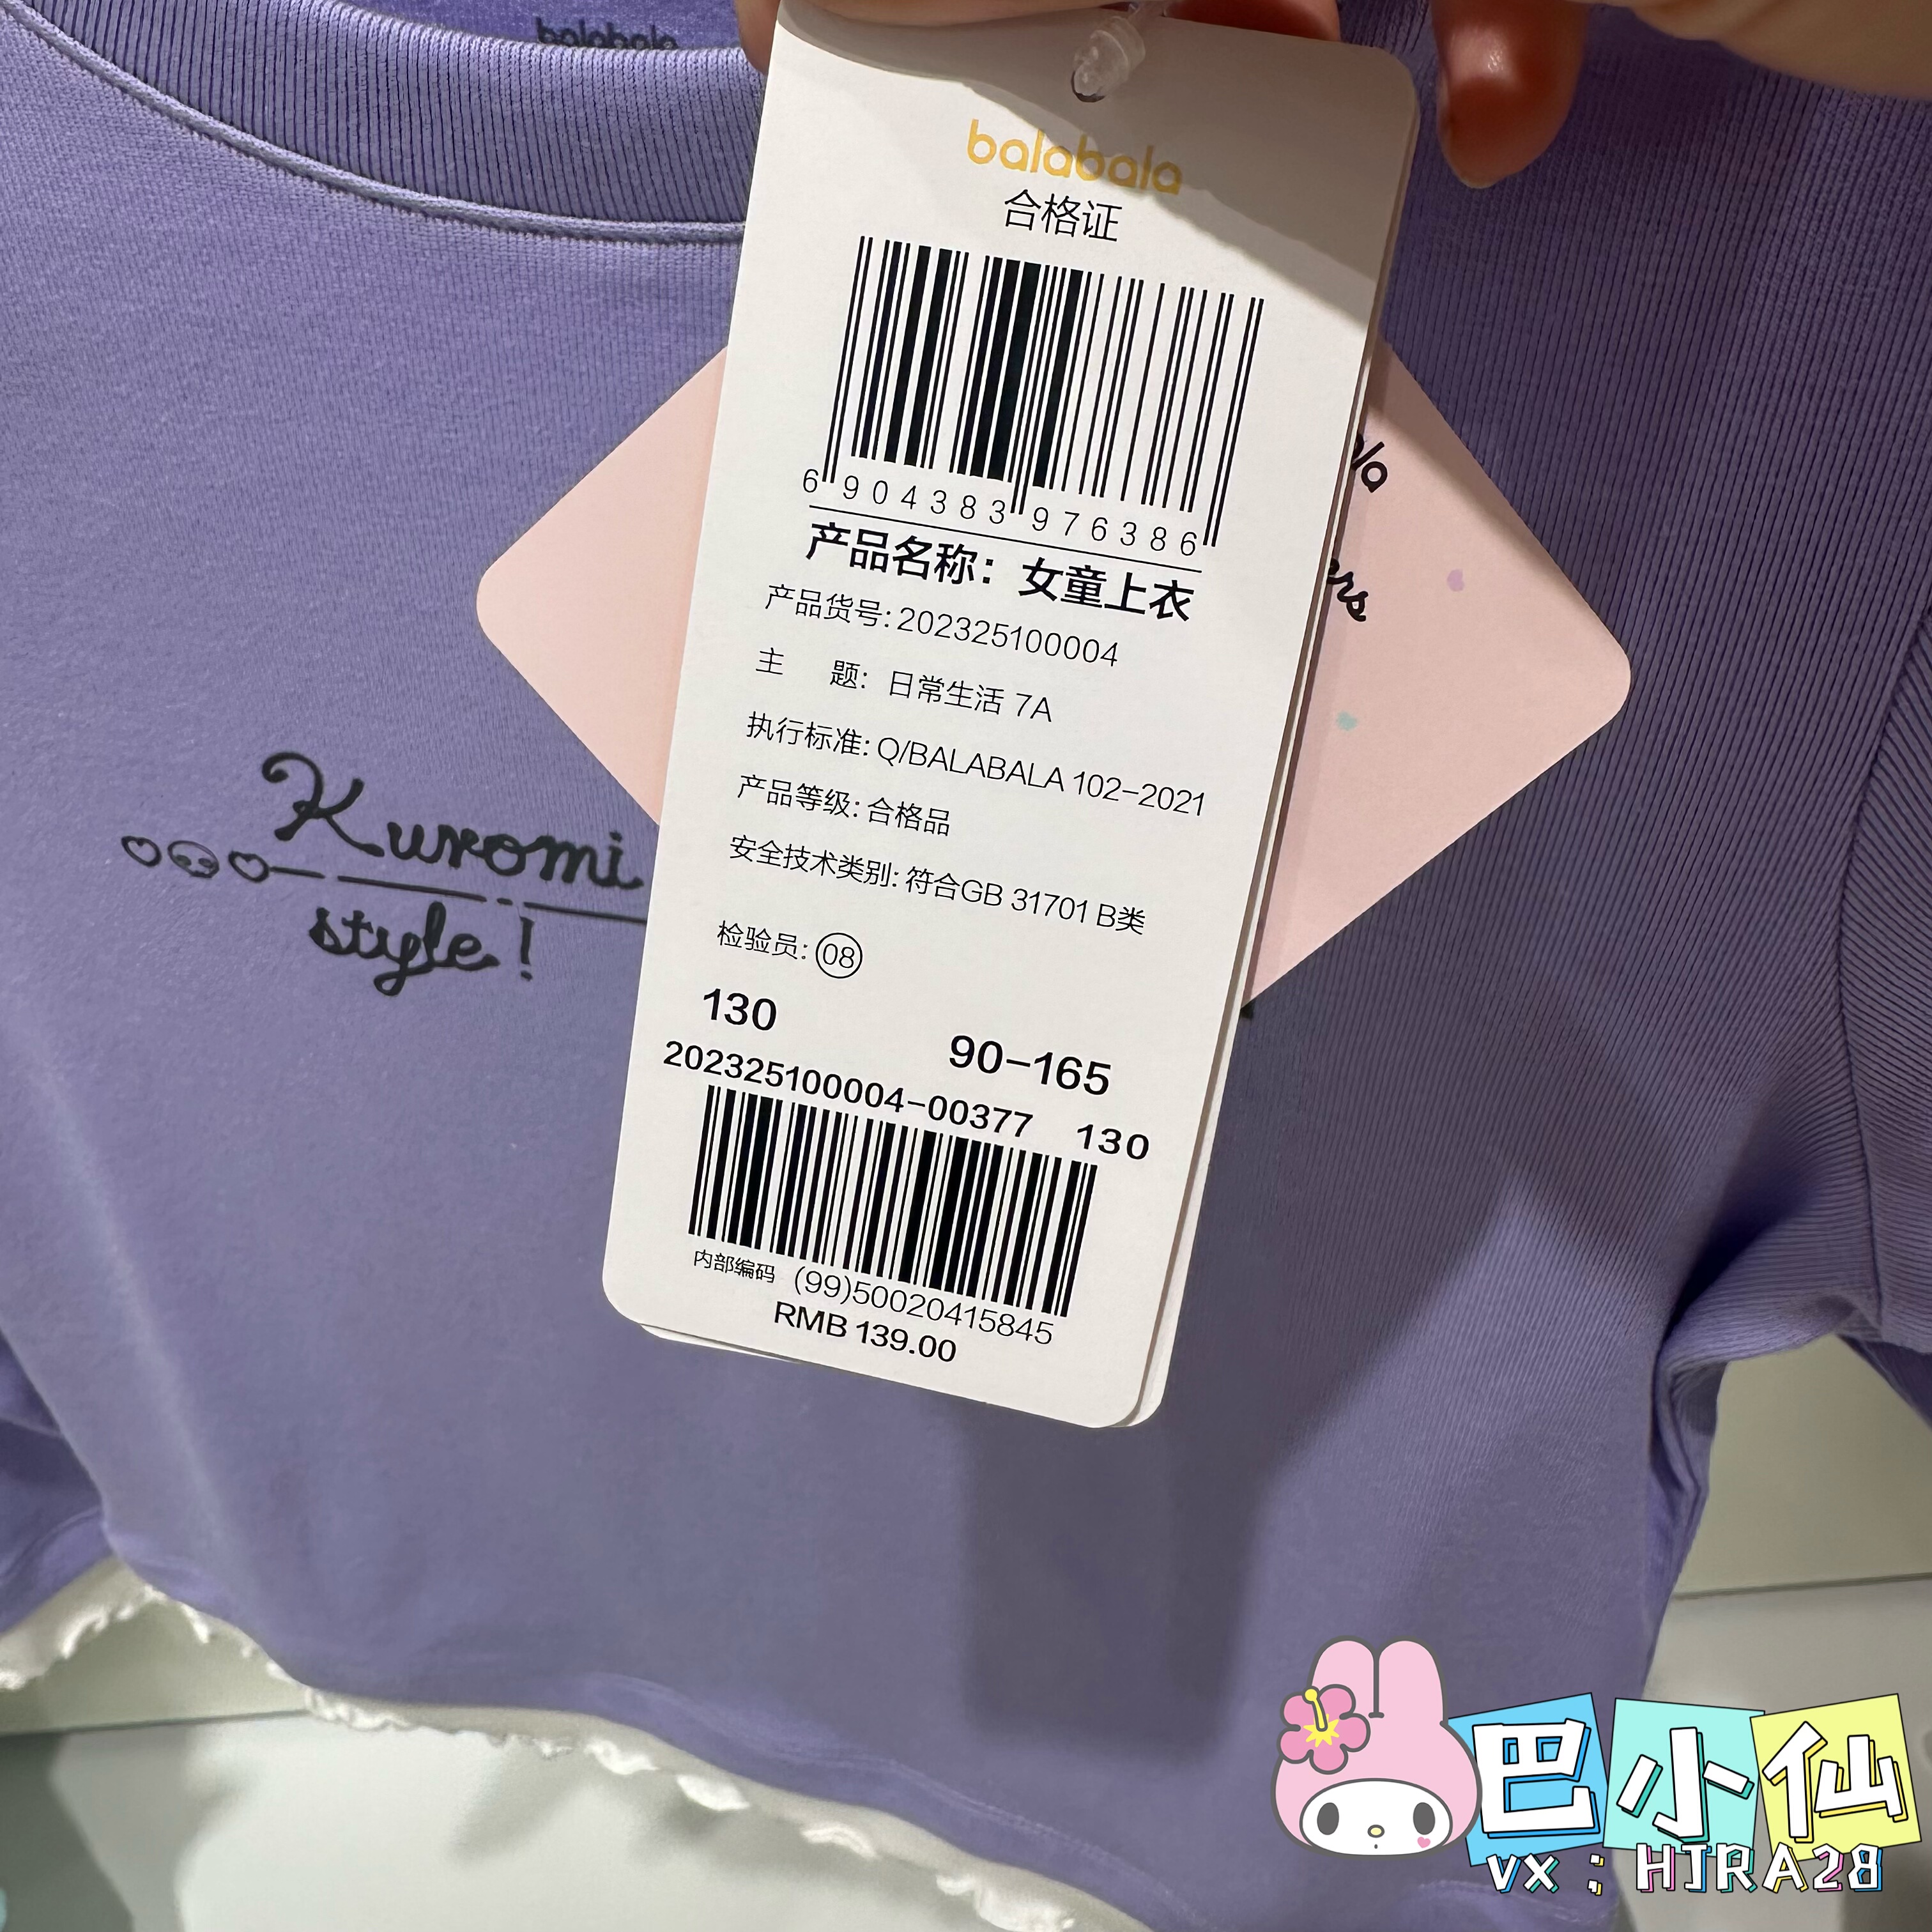 balabala
balabala
合格证
6 904383 976386
产品名称：女童上衣
产品货号: 202325100004
主 题: 日常生活 7A
执行标准: Q/BALABALA 102-2021
产品等级: 合格品
安全技术类别: 符合GB 31701 B类
检验员: 08
130 90-165
202325100004-00377 130
内部编码 (99)50020415845
RMB 139.00
Kuromi
style!
巴小仙
vx:HIRA28